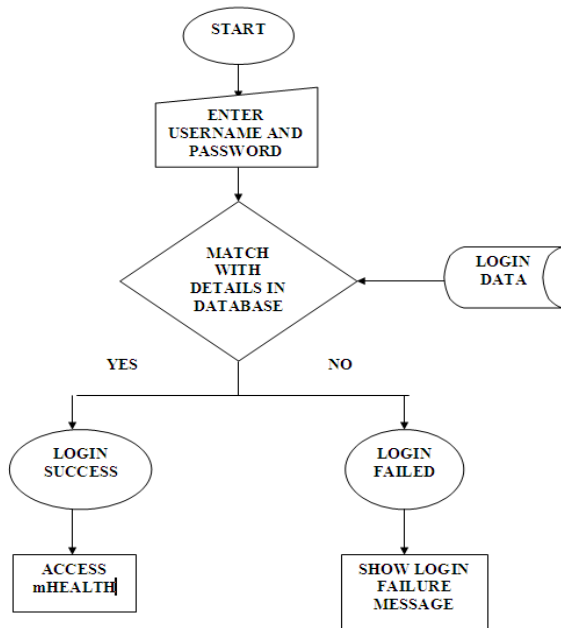 START
ENTER
USERNAME AND
PASSWORD
MATCH
WITH
DETAILS IN
DATABASE
LOGIN
DATA
YES
NO
LOGIN
SUCCESS
LOGIN
FAILED
ACCESS
mHEALTH
SHOW LOGIN
FAILURE
MESSAGE